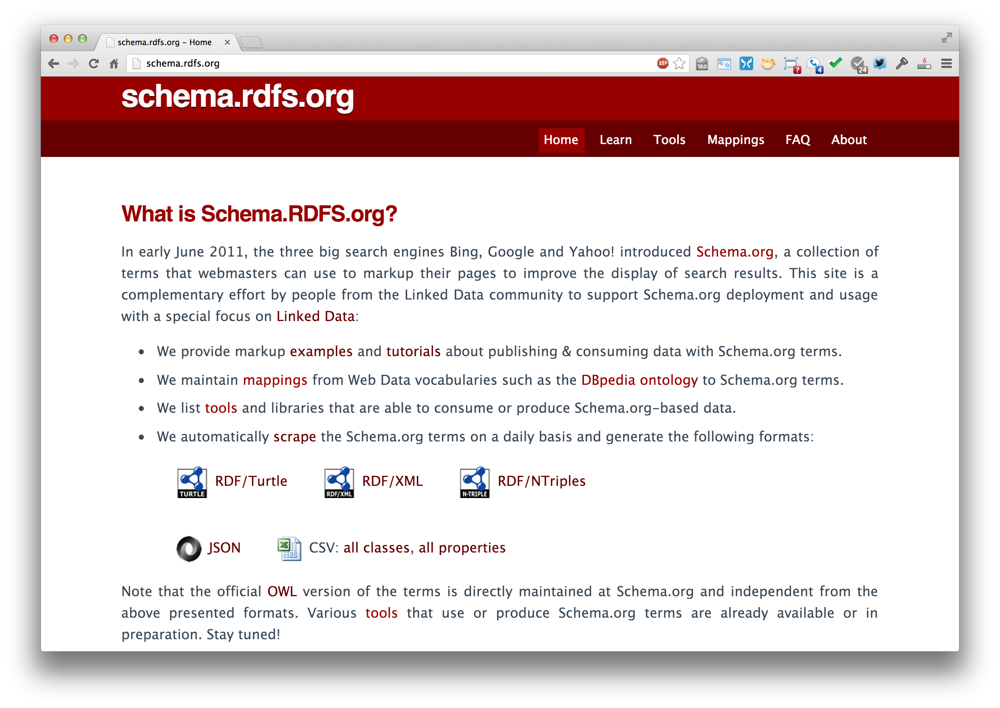 schema.rdfs.org – Home
schema.rdfs.org
ABP
TAG
?
4
24
6
schema.rdfs.org
Home Learn Tools Mappings FAQ About
What is Schema.RDFS.org?
In early June 2011, the three big search engines Bing, Google and Yahoo! introduced Schema.org, a collection of
terms that webmasters can use to markup their pages to improve the display of search results. This site is a
complementary effort by people from the Linked Data community to support Schema.org deployment and usage
with a special focus on Linked Data:
• We provide markup examples and tutorials about publishing & consuming data with Schema.org terms.
• We maintain mappings from Web Data vocabularies such as the DBpedia ontology to Schema.org terms.
• We list tools and libraries that are able to consume or produce Schema.org-based data.
• We automatically scrape the Schema.org terms on a daily basis and generate the following formats:
TURTLE RDF/Turtle RDF/XML RDF/XML N-TRIPLE RDF/NTriples
JSON CSV: all classes, all properties
Note that the official OWL version of the terms is directly maintained at Schema.org and independent from the
above presented formats. Various tools that use or produce Schema.org terms are already available or in
preparation. Stay tuned!